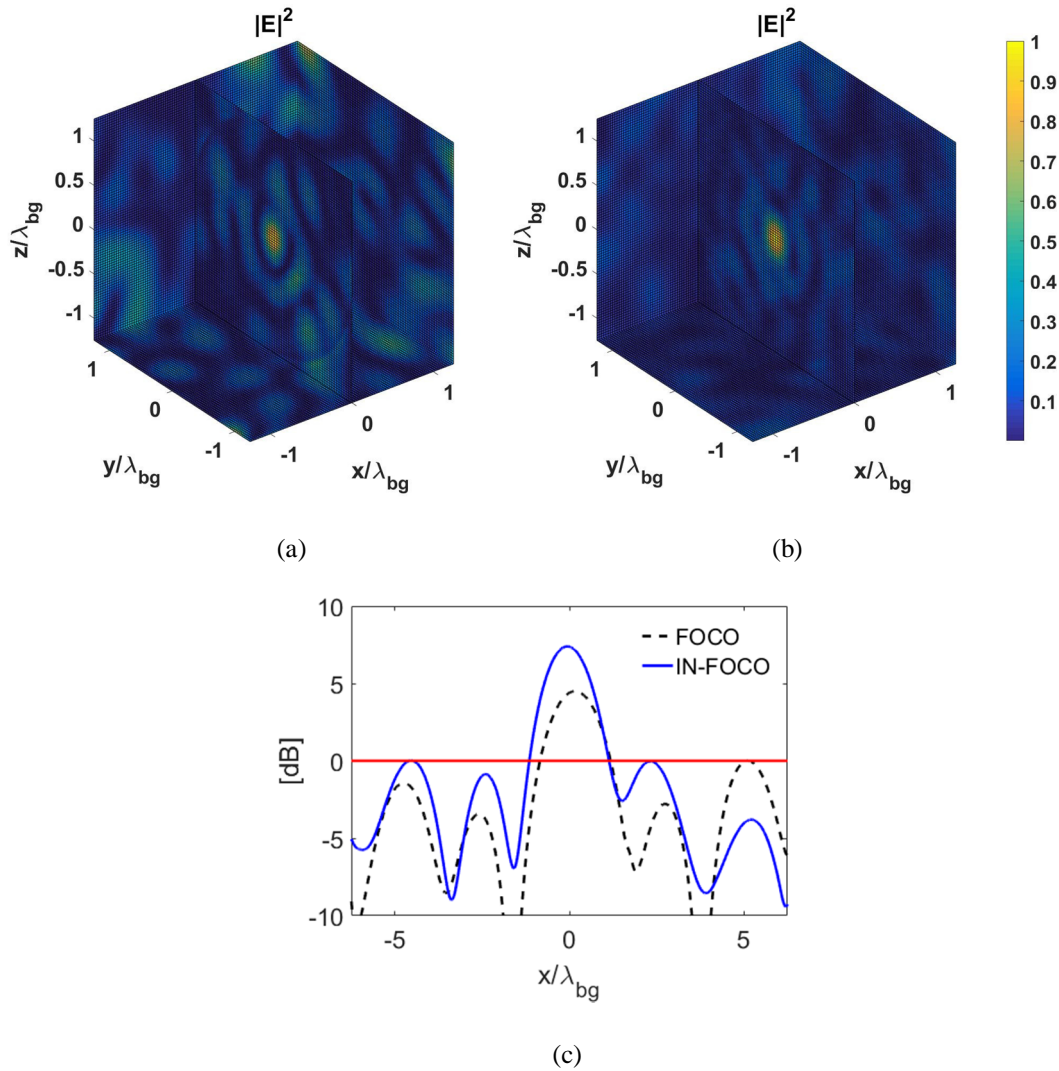 |E|²
|E|²
1
0.5
0
-0.5
-1
z/λbg
1
0
-1
y/λbg
-1
0
1
x/λbg
1
0.5
0
-0.5
-1
z/λbg
1
0
-1
y/λbg
-1
0
1
x/λbg
1
0.9
0.8
0.7
0.6
0.5
0.4
0.3
0.2
0.1
(a)
(b)
10
5
0
-5
-10
[dB]
FOCO
IN-FOCO
-5
0
5
x/λbg
(c)